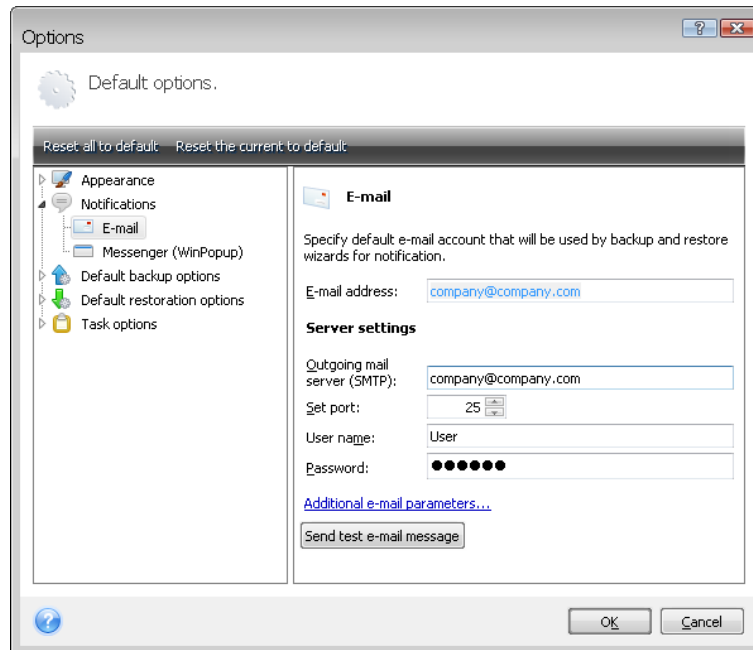 Options
Default options.
Reset all to default Reset the current to default
Appearance
Notifications
E-mail
Messenger (WinPopup)
Default backup options
Default restoration options
Task options
E-mail
Specify default e-mail account that will be used by backup and restore
wizards for notification.
E-mail address: company@company.com
Server settings
Outgoing mail
server (SMTP): company@company.com
Set port: 25
User name: User
Password: ●●●●●●
Additional e-mail parameters...
Send test e-mail message
OK Cancel